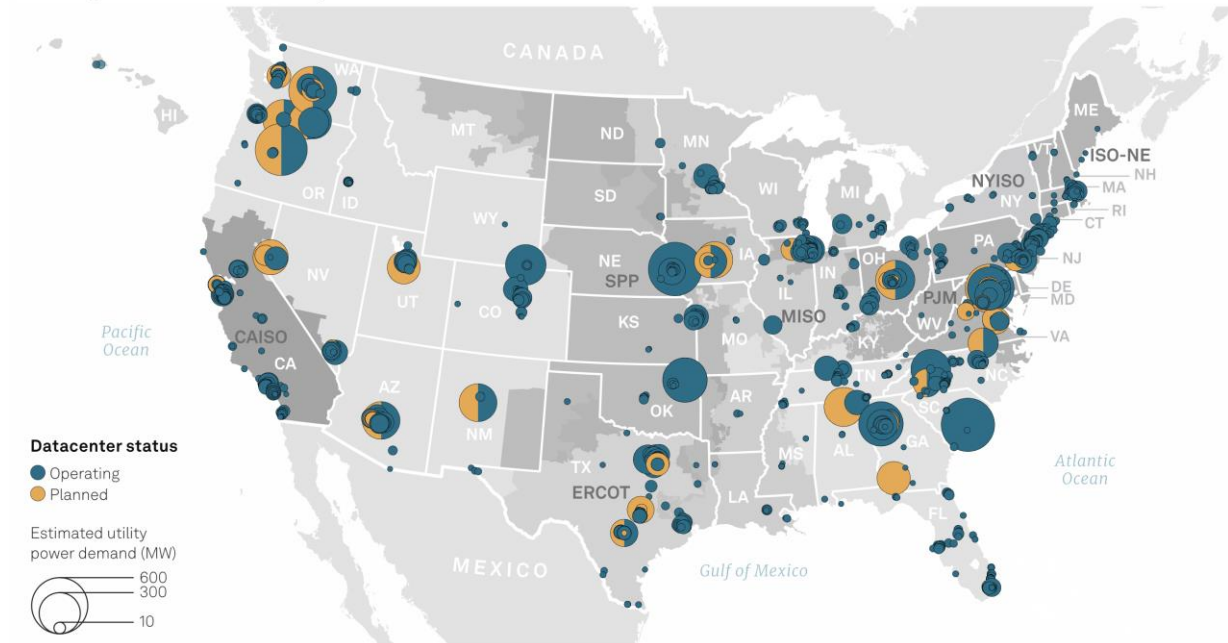 CANADA
WA
HI
MT
ND
MN
ME
VT
ISO-NE
NH
OR
ID
SD
WI
MI
NYISO
NY
MA
RI
CT
WY
IA
PA
NJ
NV
UT
NE
SPP
IL
IN
OH
PJM
DE
MD
CO
KS
MISO
WV
Pacific
Ocean
CAISO
CA
MO
KY
VA
AZ
NM
OK
AR
TN
NC
SC
Atlantic
Ocean
TX
ERCOT
MS
AL
GA
LA
FL
MEXICO
Gulf of Mexico
Datacenter status
Operating
Planned
Estimated utility
power demand (MW)
600
300
10